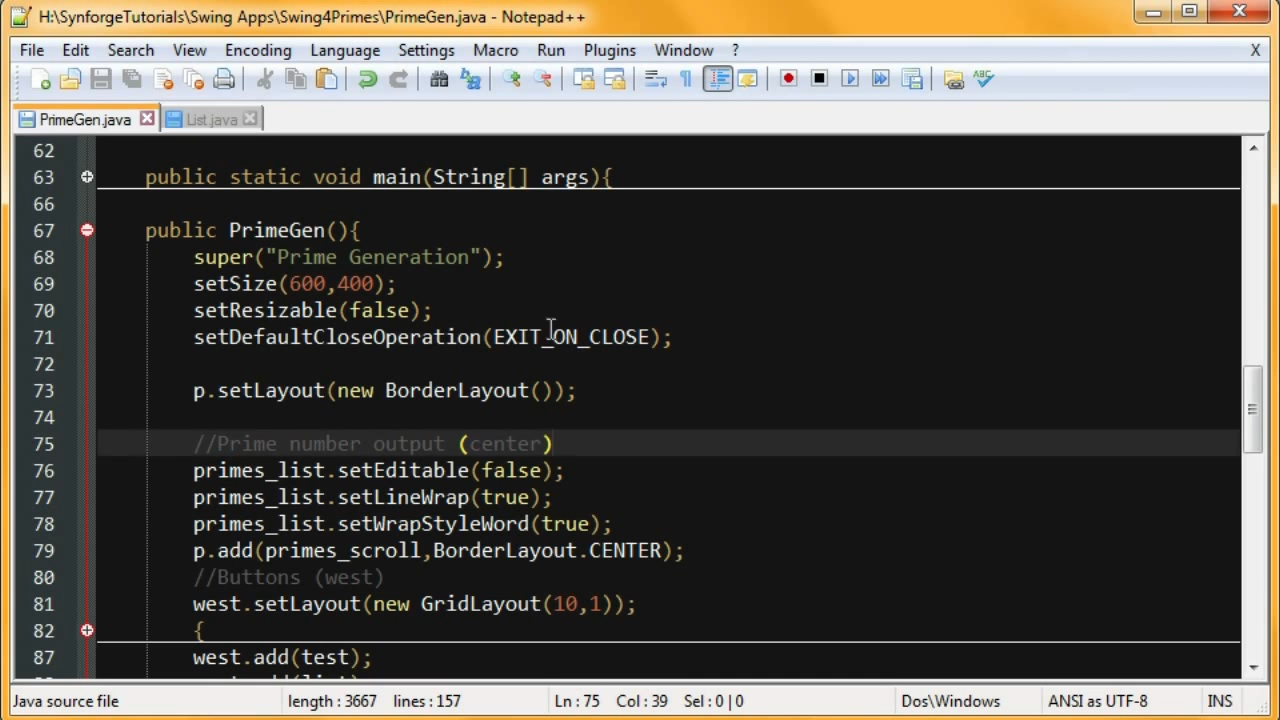 H:\SynforgeTutorials\Swing Apps\Swing4Primes\PrimeGen.java - Notepad++
File Edit Search View Encoding Language Settings Macro Run Plugins Window ? X
ABC
PrimeGen.java List.java
62
63 public static void main(String[] args){
66
67 public PrimeGen(){
68 super("Prime Generation");
69 setSize(600,400);
70 setResizable(false);
71 setDefaultCloseOperation(EXIT_ON_CLOSE);
72
73 p.setLayout(new BorderLayout());
74
75 //Prime number output (center)
76 primes_list.setEditable(false);
77 primes_list.setLineWrap(true);
78 primes_list.setWrapStyleWord(true);
79 p.add(primes_scroll,BorderLayout.CENTER);
80 //Buttons (west)
81 west.setLayout(new GridLayout(10,1));
82 {
87 west.add(test);
Java source file length : 3667 lines : 157 Ln : 75 Col : 39 Sel : 0 | 0 Dos\Windows ANSI as UTF-8 INS